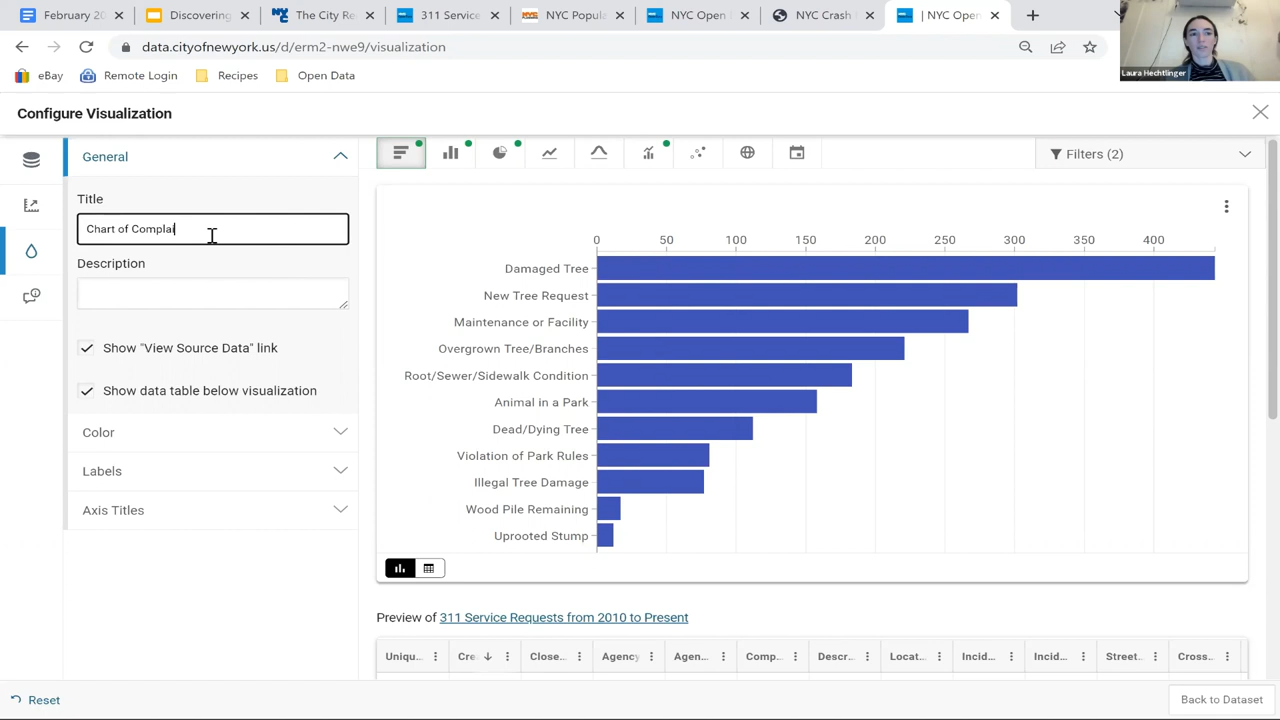 February 20
Discovering
The City Re
311 Servic
NYC Popula
NYC Open
NYC Crash
| NYC Open
data.cityofnewyork.us/d/erm2-nwe9/visualization
eBay
Remote Login
Recipes
Open Data
Laura Hechtlinger
Configure Visualization
General
Filters (2)
Title
Chart of Complai
Description
Show "View Source Data" link
Show data table below visualization
Color
Labels
Axis Titles
0 50 100 150 200 250 300 350 400
Damaged Tree
New Tree Request
Maintenance or Facility
Overgrown Tree/Branches
Root/Sewer/Sidewalk Condition
Animal in a Park
Dead/Dying Tree
Violation of Park Rules
Illegal Tree Damage
Wood Pile Remaining
Uprooted Stump
Preview of 311 Service Requests from 2010 to Present
Uniqu... Cre... Close... Agency Agen... Comp... Descr... Locat... Incid... Incid... Street... Cross...
Reset
Back to Dataset